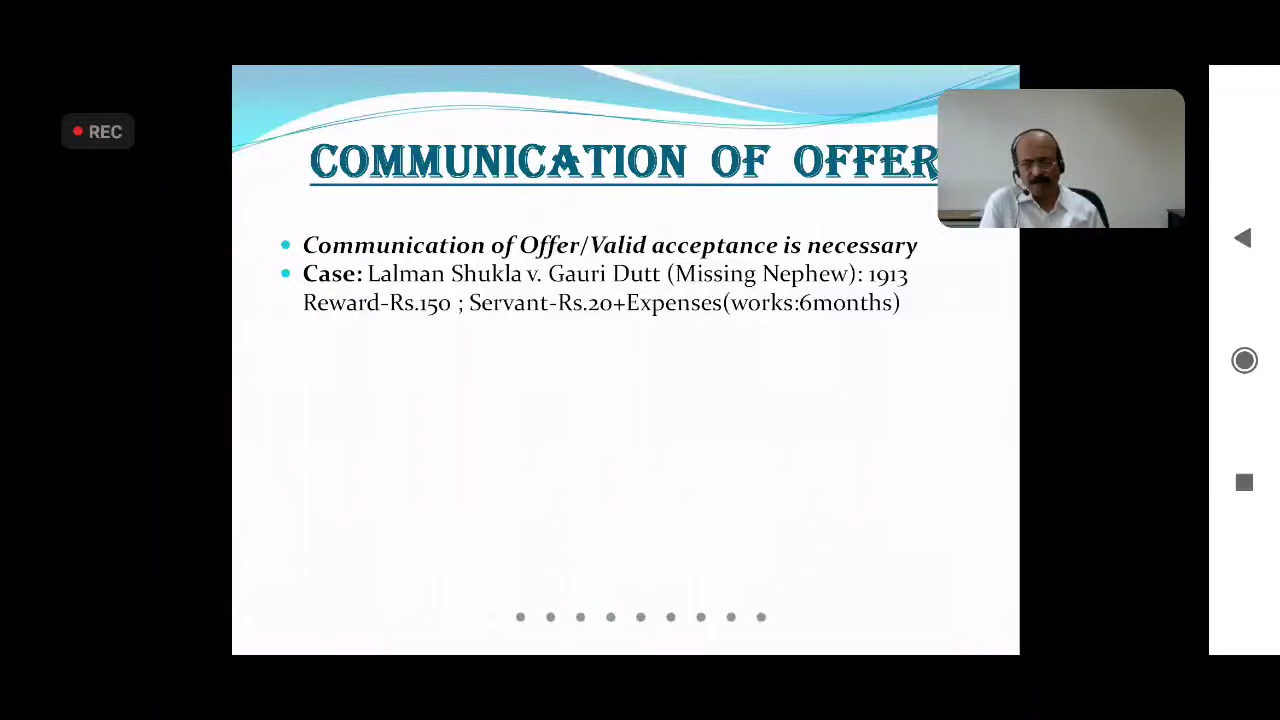 REC
COMMUNICATION OF OFFER
Communication of Offer/Valid acceptance is necessary
Case: Lalman Shukla v. Gauri Dutt (Missing Nephew): 1913
Reward-Rs.150 ; Servant-Rs.20+Expenses(works:6months)